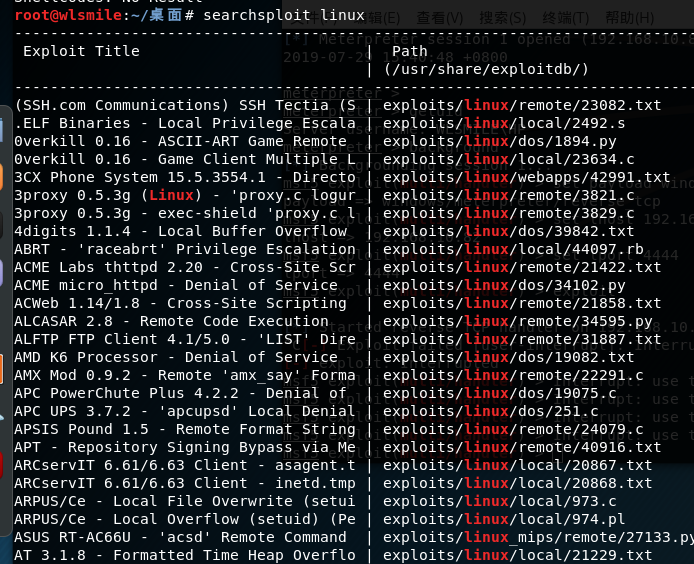 Shellcodes: No Result
root@wlsmile:~/桌面# searchsploit linux
Exploit Title | Path
| (/usr/share/exploitdb/)
(SSH.com Communications) SSH Tectia (S | exploits/linux/remote/23082.txt
.ELF Binaries - Local Privilege Escala | exploits/linux/local/2492.s
0verkill 0.16 - ASCII-ART Game Remote | exploits/linux/dos/1894.py
0verkill 0.16 - Game Client Multiple L | exploits/linux/local/23634.c
3CX Phone System 15.5.3554.1 - Directo | exploits/linux/webapps/42991.txt
3proxy 0.5.3g (Linux) - 'proxy.c logur | exploits/linux/remote/3821.c
3proxy 0.5.3g - exec-shield 'proxy.c | exploits/linux/remote/3829.c
4digits 1.1.4 - Local Buffer Overflow | exploits/linux/dos/39842.txt
ABRT - 'raceabrt' Privilege Escalation | exploits/linux/local/44097.rb
ACME Labs thttpd 2.20 - Cross-Site Scr | exploits/linux/remote/21422.txt
ACME micro_httpd - Denial of Service | exploits/linux/dos/34102.py
ACWeb 1.14/1.8 - Cross-Site Scripting | exploits/linux/remote/21858.txt
ALCASAR 2.8 - Remote Code Execution | exploits/linux/remote/34595.py
ALFTP FTP Client 4.1/5.0 - 'LIST' Dire | exploits/linux/remote/31887.txt
AMD K6 Processor - Denial of Service | exploits/linux/dos/19082.txt
AMX Mod 0.9.2 - Remote 'amx_say' Forma | exploits/linux/remote/22291.c
APC PowerChute Plus 4.2.2 - Denial of | exploits/linux/dos/19075.c
APC UPS 3.7.2 - 'apcupsd' Local Denial | exploits/linux/dos/251.c
APSIS Pound 1.5 - Remote Format String | exploits/linux/remote/24079.c
APT - Repository Signing Bypass via Me | exploits/linux/remote/40916.txt
ARCservIT 6.61/6.63 Client - asagent.t | exploits/linux/local/20867.txt
ARCservIT 6.61/6.63 Client - inetd.tmp | exploits/linux/local/20868.txt
ARPUS/Ce - Local File Overwrite (setui | exploits/linux/local/973.c
ARPUS/Ce - Local Overflow (setuid) (Pe | exploits/linux/local/974.pl
ASUS RT-AC66U - 'acsd' Remote Command | exploits/linux_mips/remote/27133.py
AT 3.1.8 - Formatted Time Heap Overflo | exploits/linux/local/21229.txt